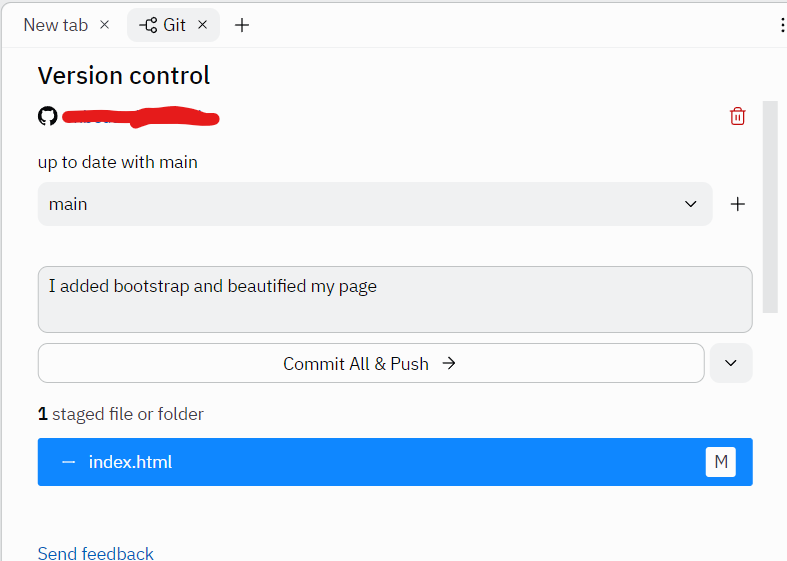 New tab
Git
Version control
up to date with main
main
I added bootstrap and beautified my page
Commit All & Push
1 staged file or folder
index.html M
Send feedback